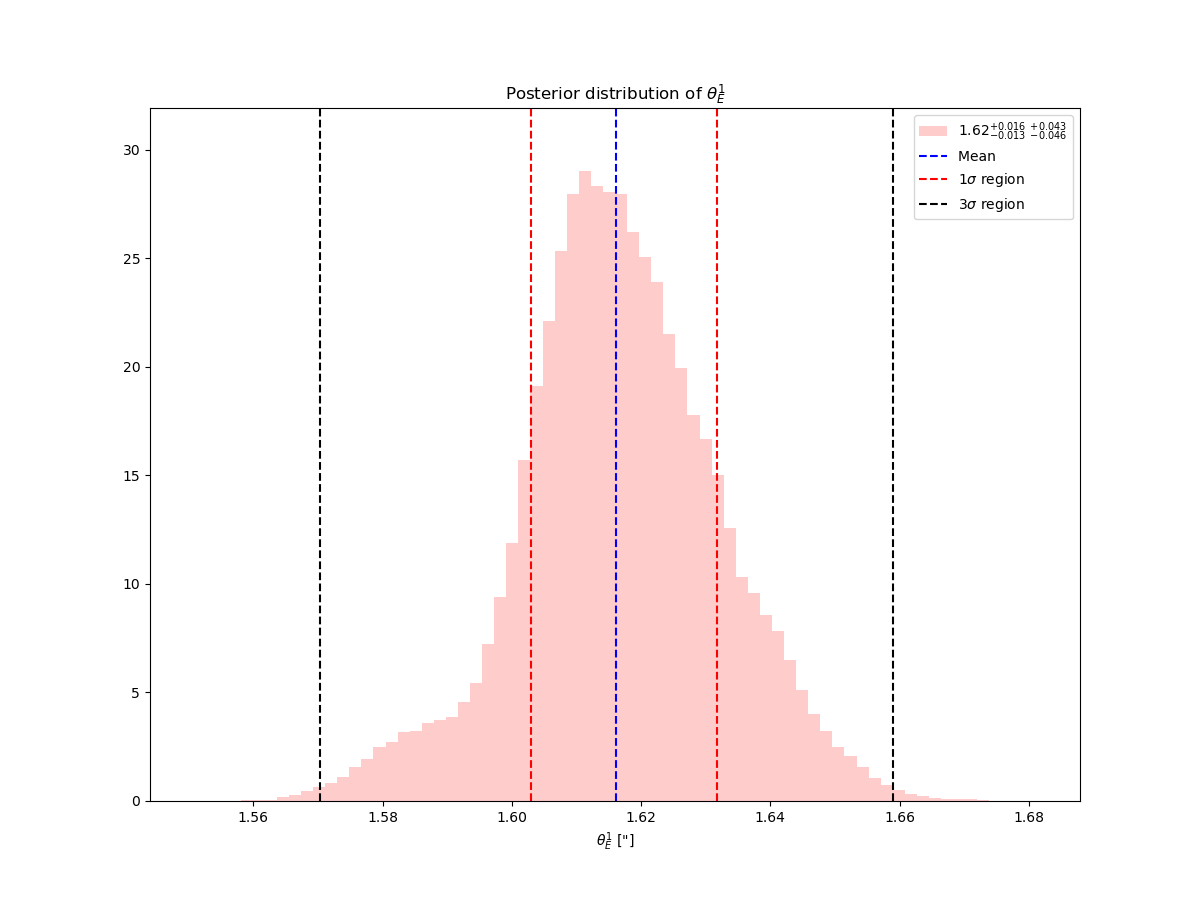 Posterior distribution of $\theta_E^1$
30
25
20
15
10
5
0
1.62$^{+0.016}_{-0.013}$ $^{+0.043}_{-0.046}$
Mean
1σ region
3σ region
1.56 1.58 1.60 1.62 1.64 1.66 1.68
$\theta_E^1$ ["]